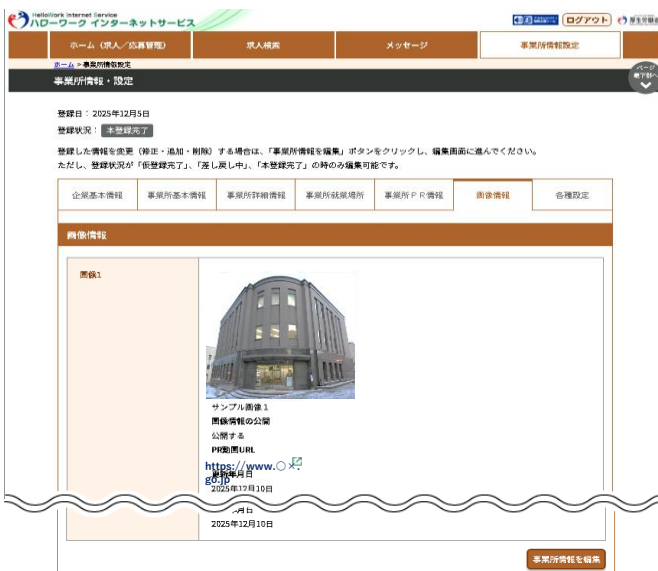 HelloWork Internet Service
ハローワーク インターネットサービス
ログアウト
ホーム（求人／応募管理）
求人検索
メッセージ
事業所情報設定
ホーム > 事業所情報設定
事業所情報・設定
ページ
最下部へ
登録日： 2025年12月5日
登録状況： 本登録完了
登録した情報を変更（修正・追加・削除）する場合は、「事業所情報を編集」ボタンをクリックし、編集画面に進んでください。
ただし、登録状況が「仮登録完了」、「差し戻し中」、「本登録完了」の時のみ編集可能です。
企業基本情報
事業所基本情報
事業所詳細情報
事業所就業場所
事業所ＰＲ情報
画像情報
各種設定
画像情報
画像1
サンプル画像１
画像情報の公開
公開する
PR動画URL
https://www.○×.
go.jp
更新年月日
2025年12月10日
月日
2025年12月10日
事業所情報を編集